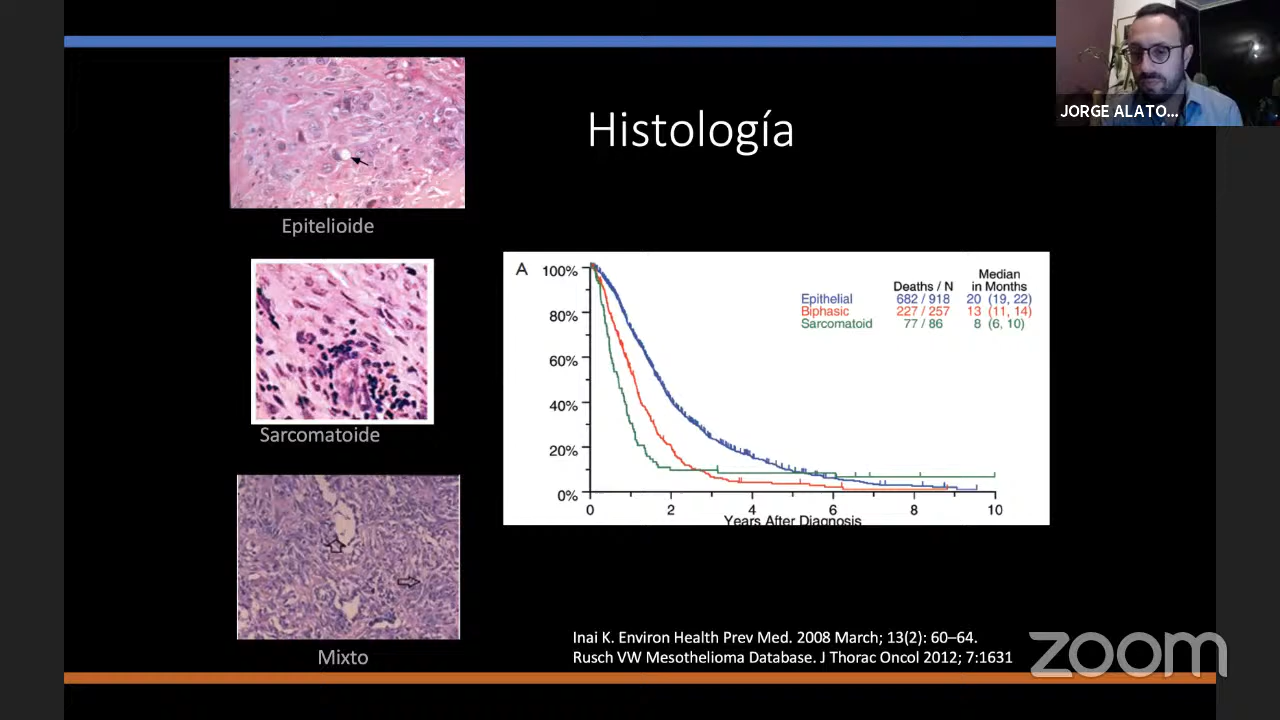 JORGE ALATO...
Histología
Epitelioide
Sarcomatoide
Mixto
A
Deaths / N
Median
in Months
Epithelial 682 / 918 20 (19, 22)
Biphasic 227 / 257 13 (11, 14)
Sarcomatoid 77 / 86 8 (6, 10)
100%
80%
60%
40%
20%
0%
0 2 4 6 8 10
Years After Diagnosis
Inai K. Environ Health Prev Med. 2008 March; 13(2): 60–64.
Rusch VW Mesothelioma Database. J Thorac Oncol 2012; 7:1631
zoom